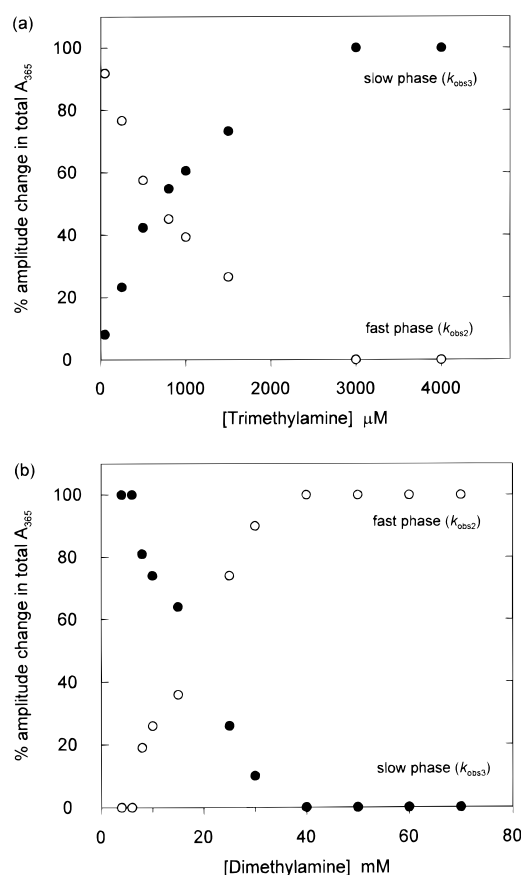 (a)
% amplitude change in total A₃₆₅
100
80
60
40
20
0
slow phase (kobs3)
fast phase (kobs2)
0 1000 2000 3000 4000
[Trimethylamine] μM
(b)
% amplitude change in total A₃₆₅
100
80
60
40
20
0
fast phase (kobs2)
slow phase (kobs3)
0 20 40 60 80
[Dimethylamine] mM